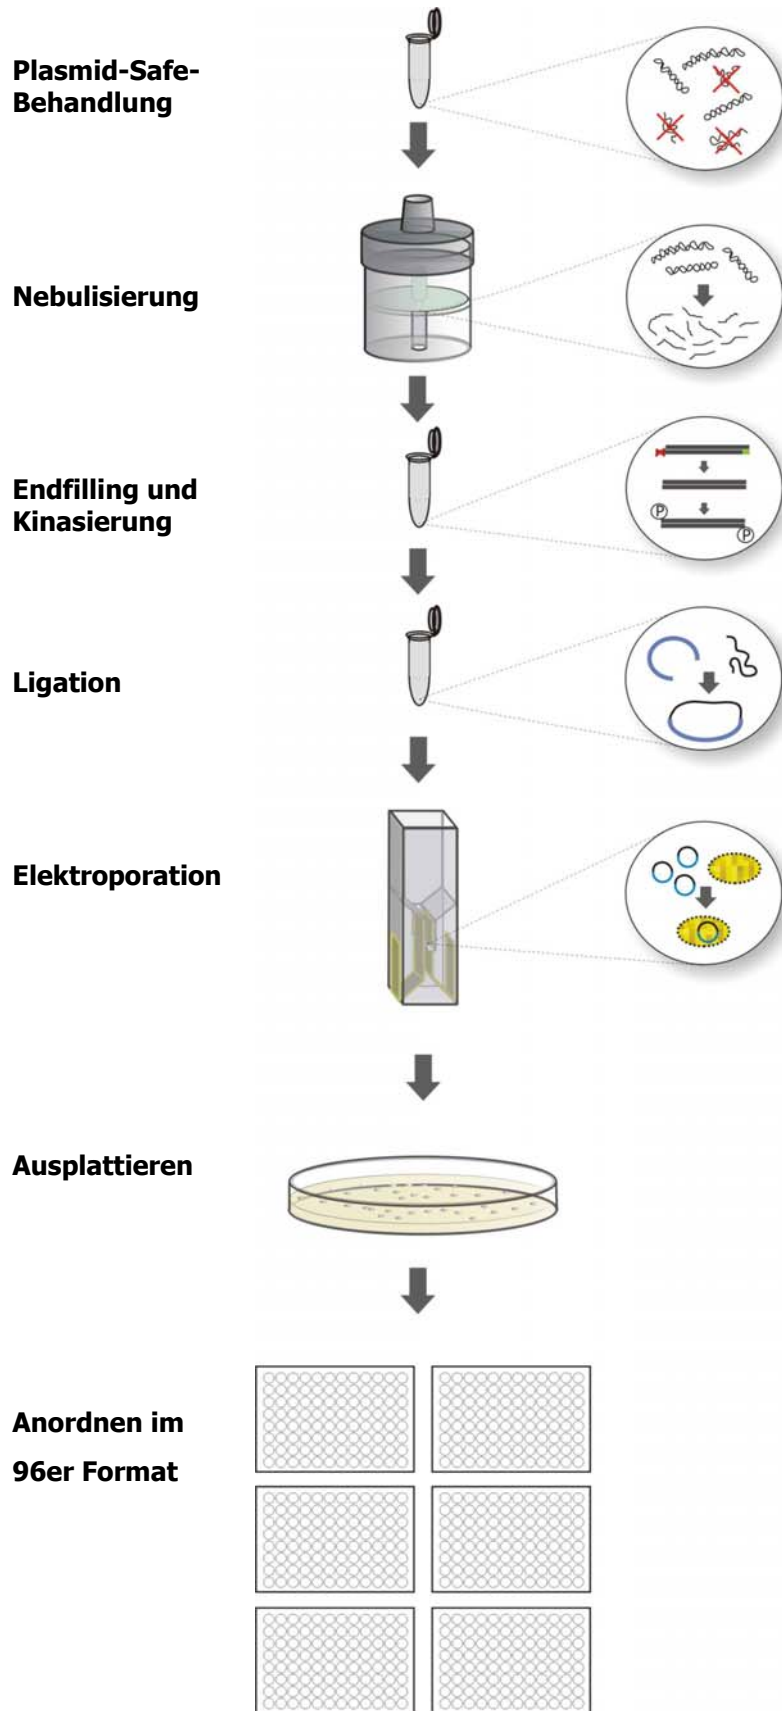 Plasmid-Safe-
Behandlung
Nebulisierung
Endfilling und
Kinasierung
P
P
Ligation
Elektroporation
Ausplattieren
Anordnen im
96er Format